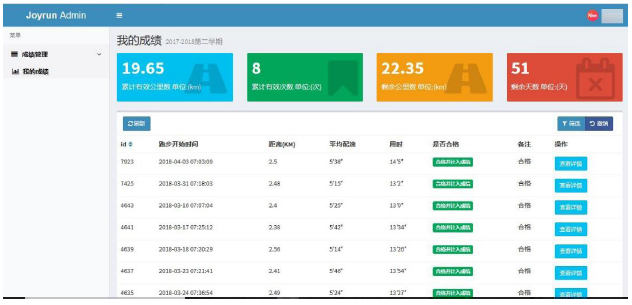 Joyrun Admin
New
菜单
成绩管理
我的成绩
我的成绩 2017-2018第二学期
19.65
累计有效公里数 单位:(km)
8
累计有效次数 单位:(次)
22.35
剩余公里数 单位:(km)
51
剩余天数 单位:(天)
刷新
筛选 撤销
id 跑步开始时间 距离(KM) 平均配速 用时 是否合格 备注 操作
7923 2018-04-03 07:03:09 2.5 5'38" 14'5" 合格并计入成绩 合格 查看详情
7425 2018-03-31 07:18:03 2.48 5'15" 13'2" 合格并计入成绩 合格 查看详情
4643 2018-03-16 07:07:04 2.4 5'25" 13'0" 合格并计入成绩 合格 查看详情
4641 2018-03-17 07:25:12 2.38 5'42" 13'34" 合格并计入成绩 合格 查看详情
4639 2018-03-18 07:20:29 2.56 5'14" 13'26" 合格并计入成绩 合格 查看详情
4637 2018-03-23 07:21:41 2.41 5'46" 13'54" 合格并计入成绩 合格 查看详情
4635 2018-03-24 07:36:54 2.49 5'24" 13'27" 合格并计入成绩 合格 查看详情